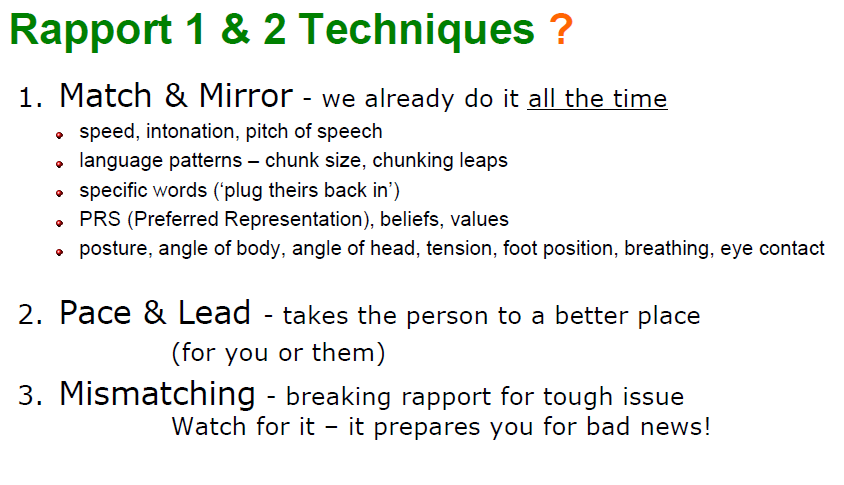 Rapport 1 & 2 Techniques ?
1. Match & Mirror - we already do it all the time
speed, intonation, pitch of speech
language patterns – chunk size, chunking leaps
specific words (‘plug theirs back in’)
PRS (Preferred Representation), beliefs, values
posture, angle of body, angle of head, tension, foot position, breathing, eye contact
2. Pace & Lead - takes the person to a better place
(for you or them)
3. Mismatching - breaking rapport for tough issue
Watch for it – it prepares you for bad news!